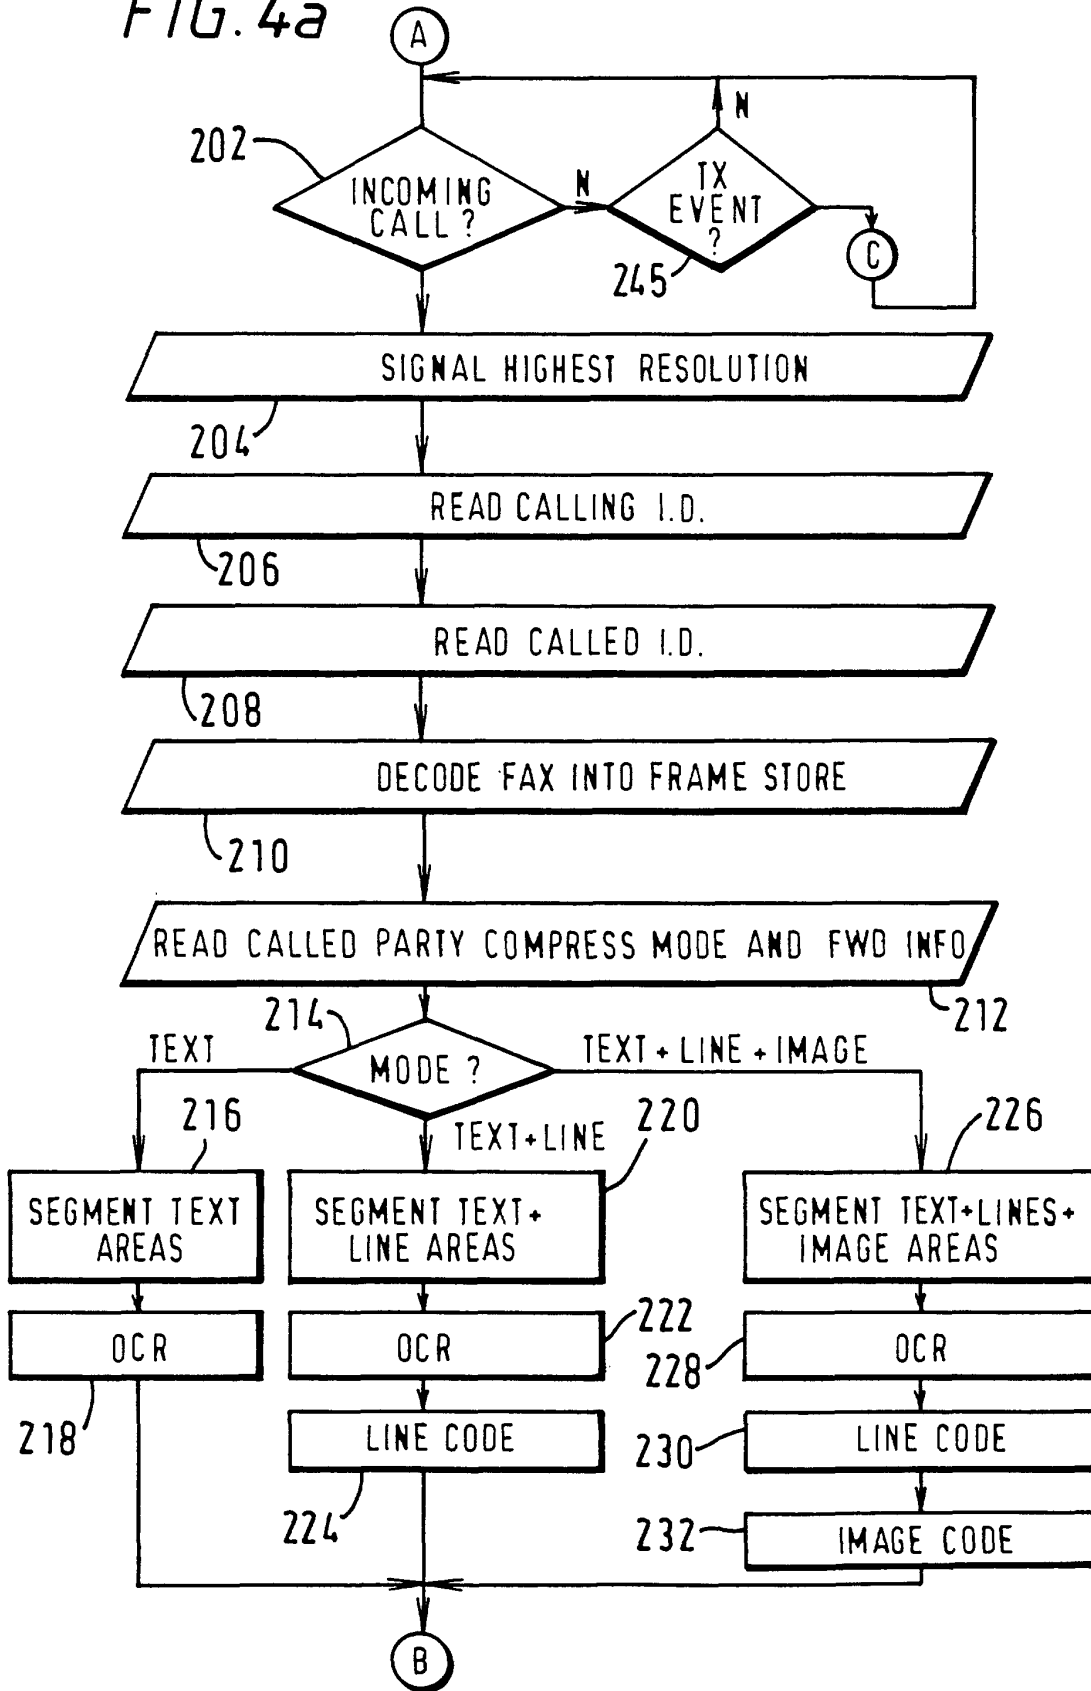 FIG. 4a
A
N
202
INCOMING
CALL ?
N
TX
EVENT
?
245
C
SIGNAL HIGHEST RESOLUTION
204
READ CALLING I.D.
206
READ CALLED I.D.
208
DECODE FAX INTO FRAME STORE
210
READ CALLED PARTY COMPRESS MODE AND FWD INFO
212
214
MODE ?
TEXT
TEXT + LINE + IMAGE
TEXT+LINE
216
220
226
SEGMENT TEXT
AREAS
SEGMENT TEXT+
LINE AREAS
SEGMENT TEXT+LINES+
IMAGE AREAS
OCR
218
OCR
222
228
OCR
LINE CODE
224
230
LINE CODE
232
IMAGE CODE
B